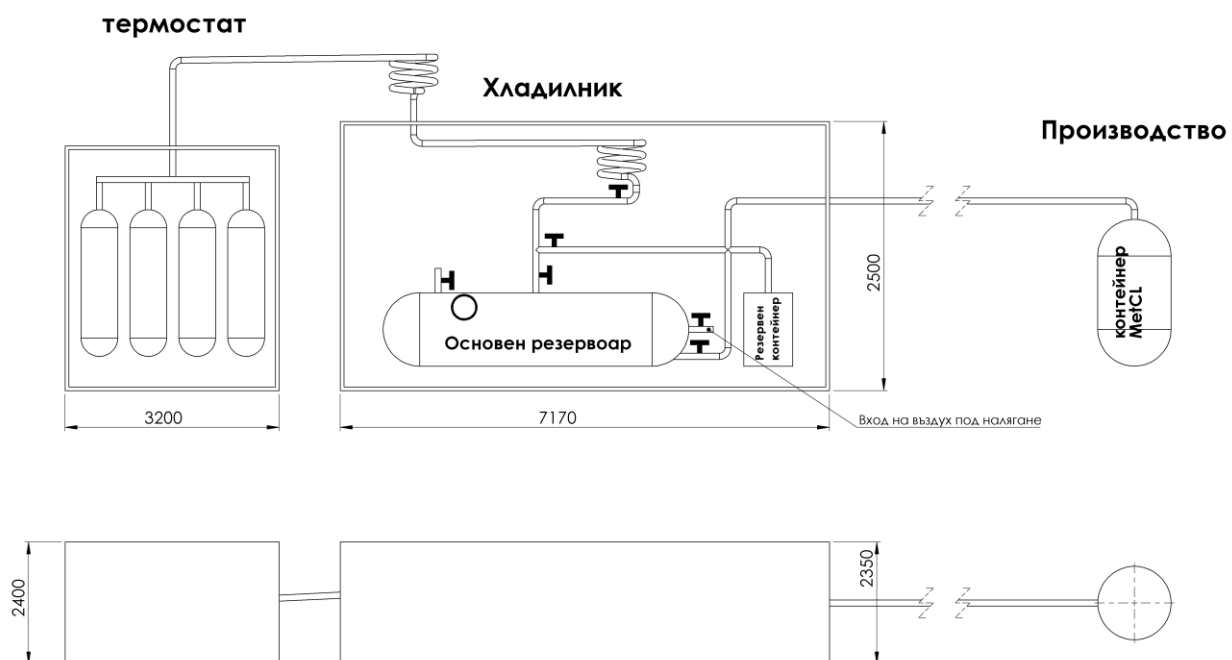 термостат
Хладилник
Производство
Основен резервоар
Резервен
контейнер
контейнер
MetCL
2500
3200
7170
Вход на въздух под налягане
2400
2350